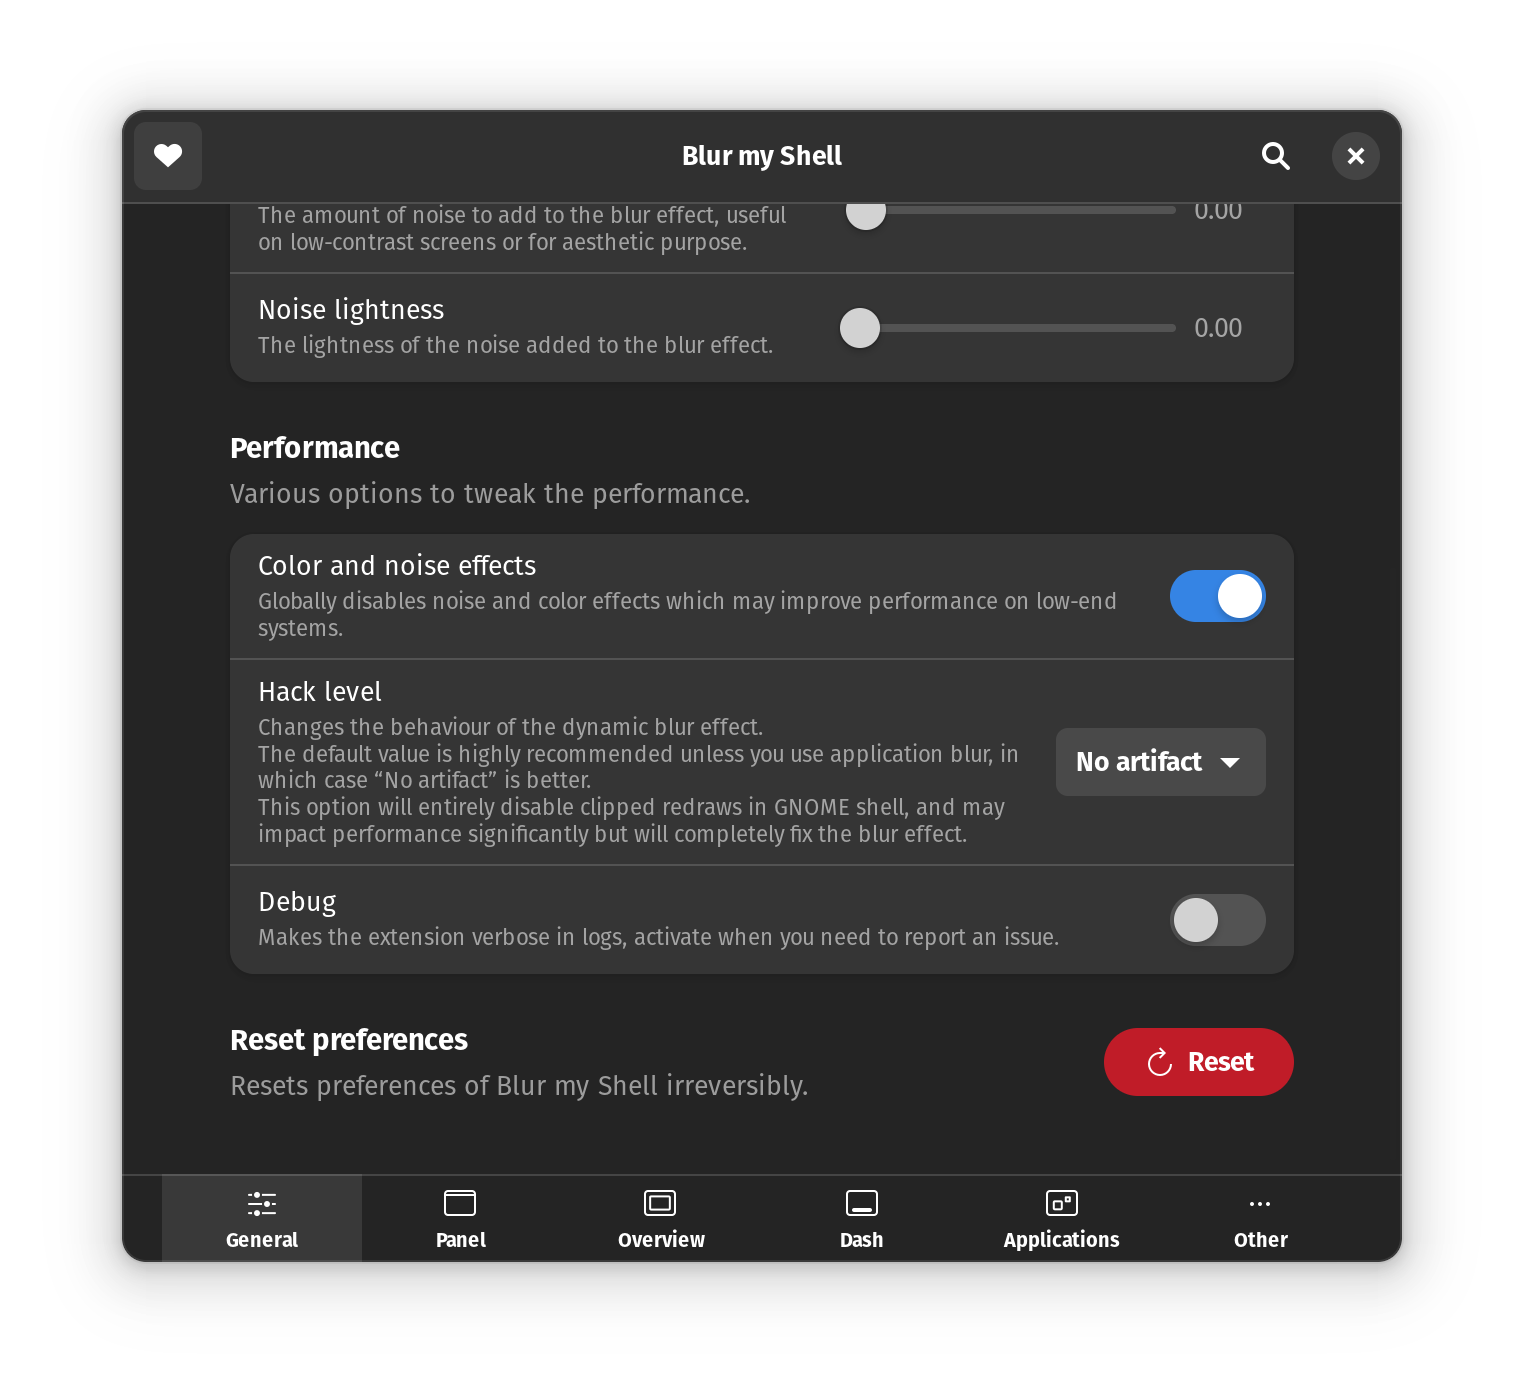 Blur my Shell
The amount of noise to add to the blur effect, useful
on low-contrast screens or for aesthetic purpose.
0.00
Noise lightness
The lightness of the noise added to the blur effect.
0.00
Performance
Various options to tweak the performance.
Color and noise effects
Globally disables noise and color effects which may improve performance on low-end
systems.
Hack level
Changes the behaviour of the dynamic blur effect.
The default value is highly recommended unless you use application blur, in
which case “No artifact” is better.
This option will entirely disable clipped redraws in GNOME shell, and may
impact performance significantly but will completely fix the blur effect.
No artifact
Debug
Makes the extension verbose in logs, activate when you need to report an issue.
Reset preferences
Resets preferences of Blur my Shell irreversibly.
Reset
General
Panel
Overview
Dash
Applications
Other